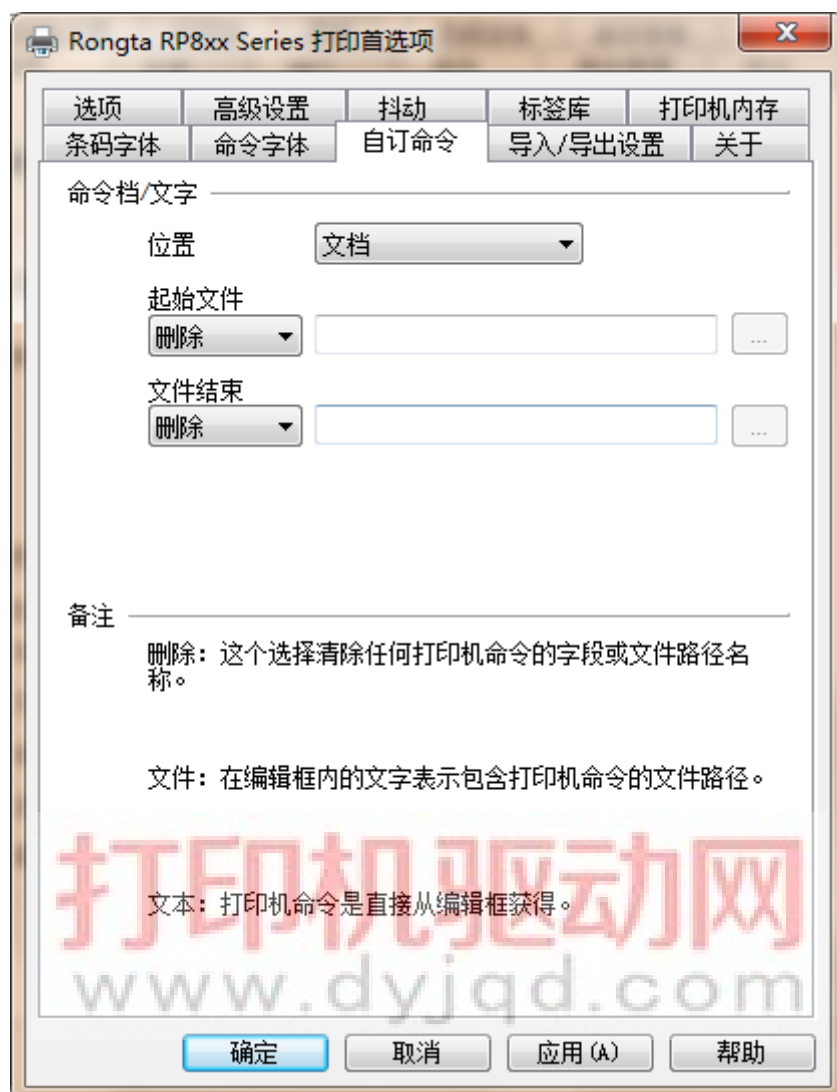 Rongta RP8xx Series 打印首选项
选项 高级设置 抖动 标签库 打印机内存
条码字体 命令字体 自订命令 导入/导出设置 关于
命令档/文字
位置 文档
起始文件
删除 ...
文件结束
删除 ...
备注
删除：这个选择清除任何打印机命令的字段或文件路径名
称。
文件：在编辑框内的文字表示包含打印机命令的文件路径。
打印机驱动网
文本：打印机命令是直接从编辑框获得。
www.dyjqd.com
确定 取消 应用(A) 帮助